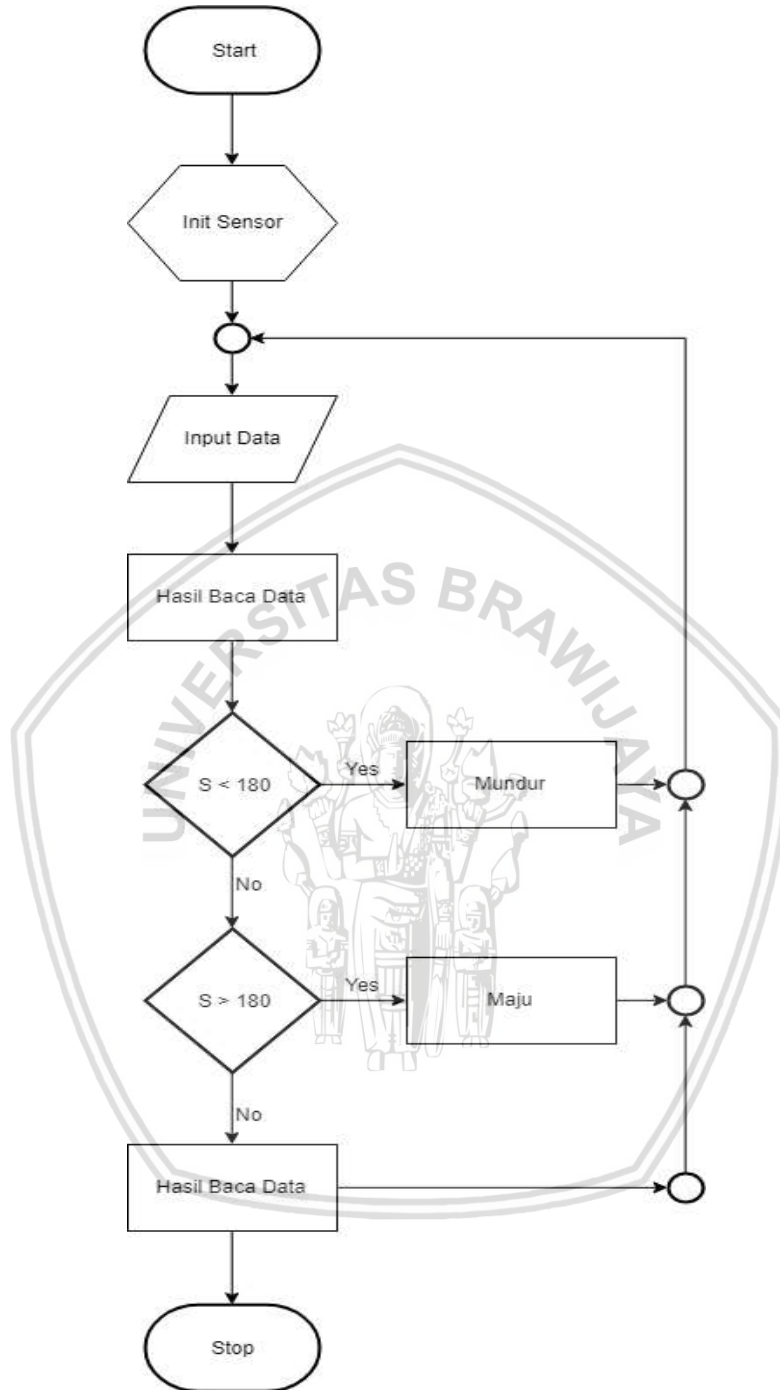 Start
Init Sensor
Input Data
Hasil Baca Data
UNIVERSITAS BRAWIJAYA
S < 180
Yes
Mundur
No
S > 180
Yes
Maju
No
Hasil Baca Data
Stop